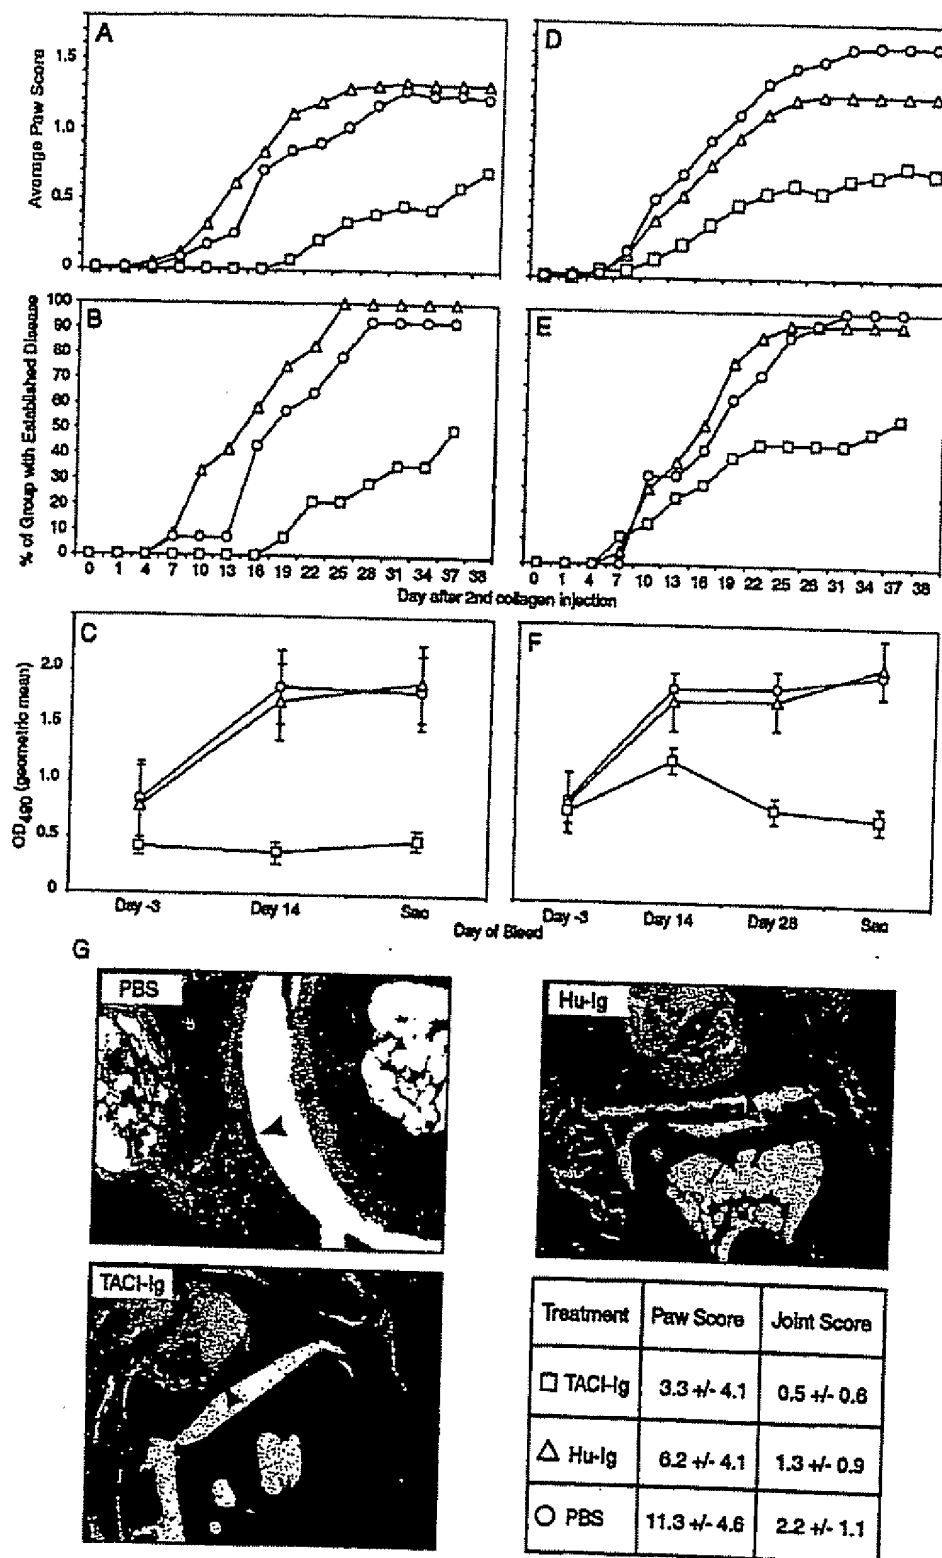 A
D
Average Paw Score
1.5
1.0
0.5
0
B
E
% of Group with Established Disease
100
90
80
70
60
50
40
30
20
10
0
0 1 4 7 10 13 16 19 22 25 28 31 34 37 38
0 1 4 7 10 13 16 19 22 25 28 31 34 37 38
Day after 2nd collagen injection
C
F
OD490 (geometric mean)
2.0
1.5
1.0
0.5
0
Day -3 Day 14 Sac
Day -3 Day 14 Day 28 Sac
Day of Bleed
G
PBS
Hu-Ig
TACI-Ig
Treatment Paw Score Joint Score
□ TACI-Ig 3.3 +/- 4.1 0.5 +/- 0.6
△ Hu-Ig 6.2 +/- 4.1 1.3 +/- 0.9
○ PBS 11.3 +/- 4.6 2.2 +/- 1.1